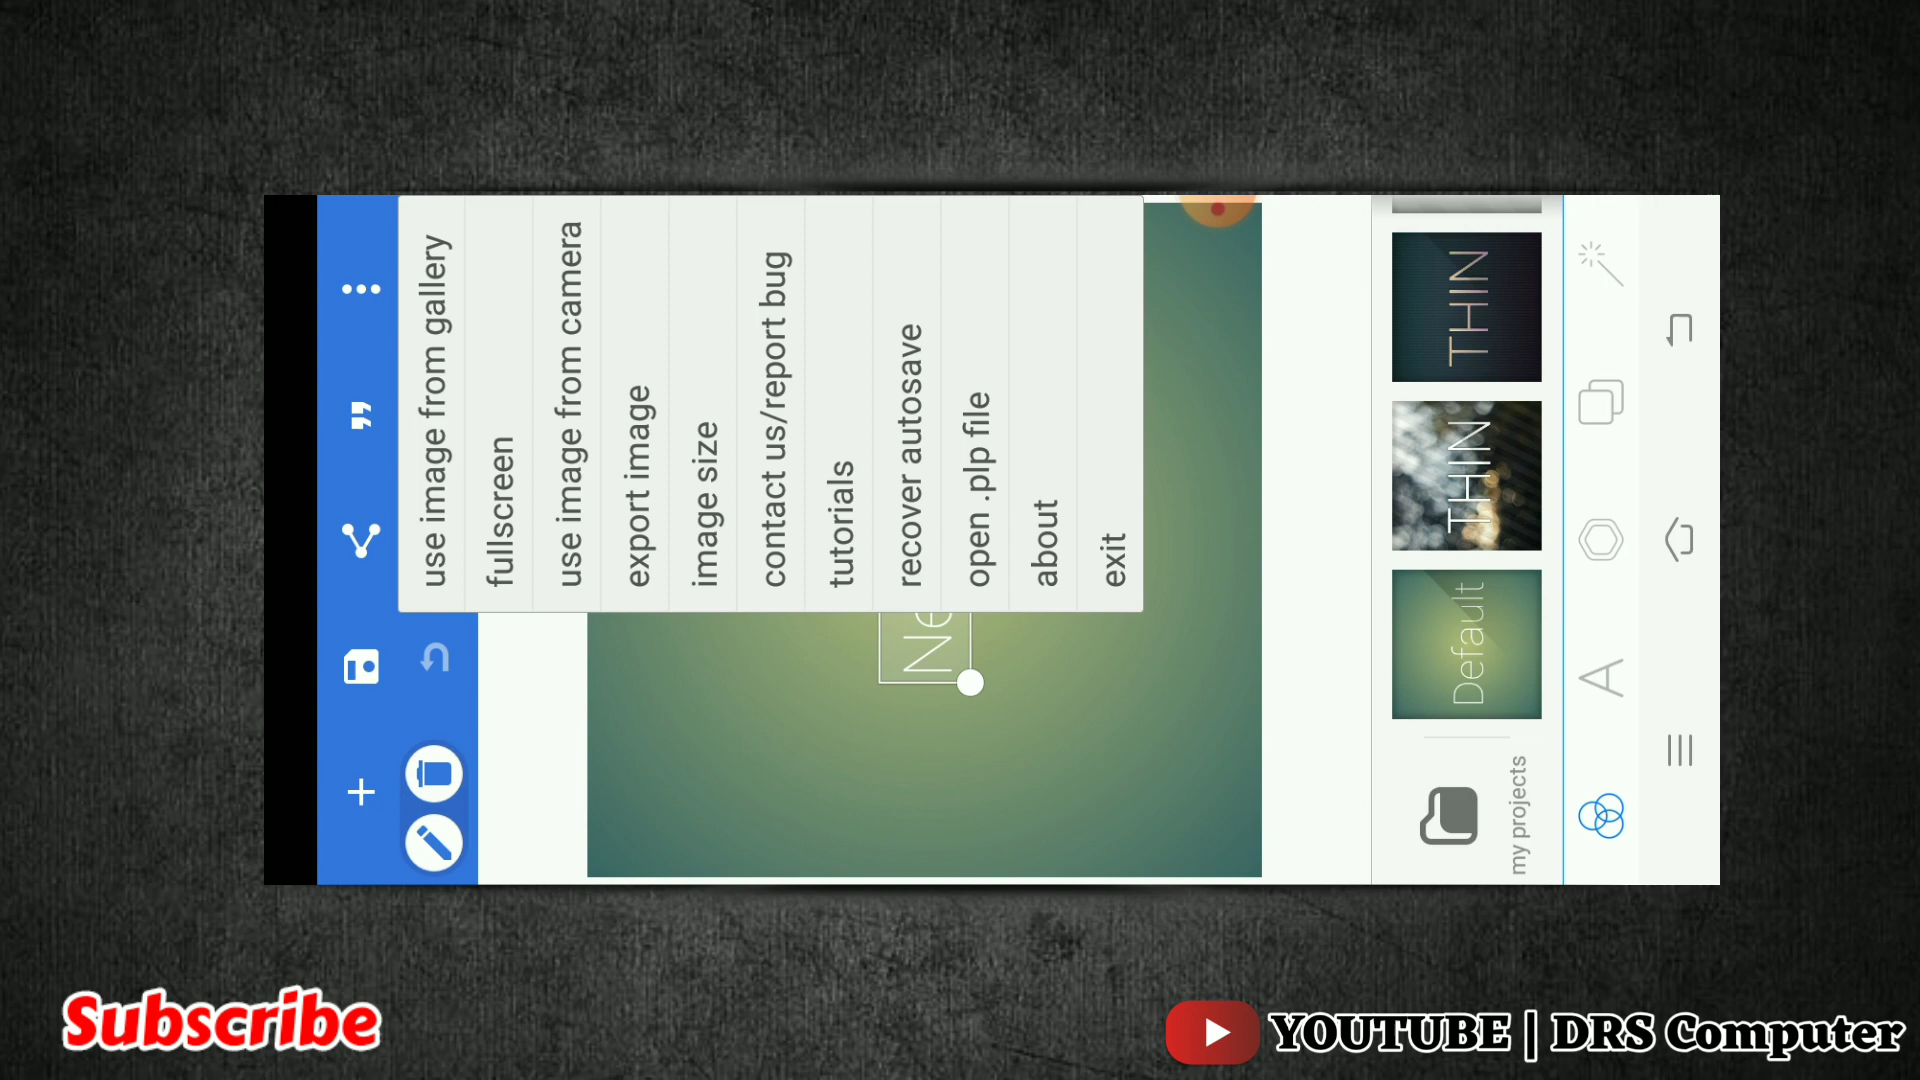 use image from gallery
fullscreen
use image from camera
export image
image size
contact us/report bug
tutorials
recover autosave
open .plp file
about
exit
Ne
my projects
Default
THIN
THIN
A
Subscribe
YOUTUBE | DRS Computer